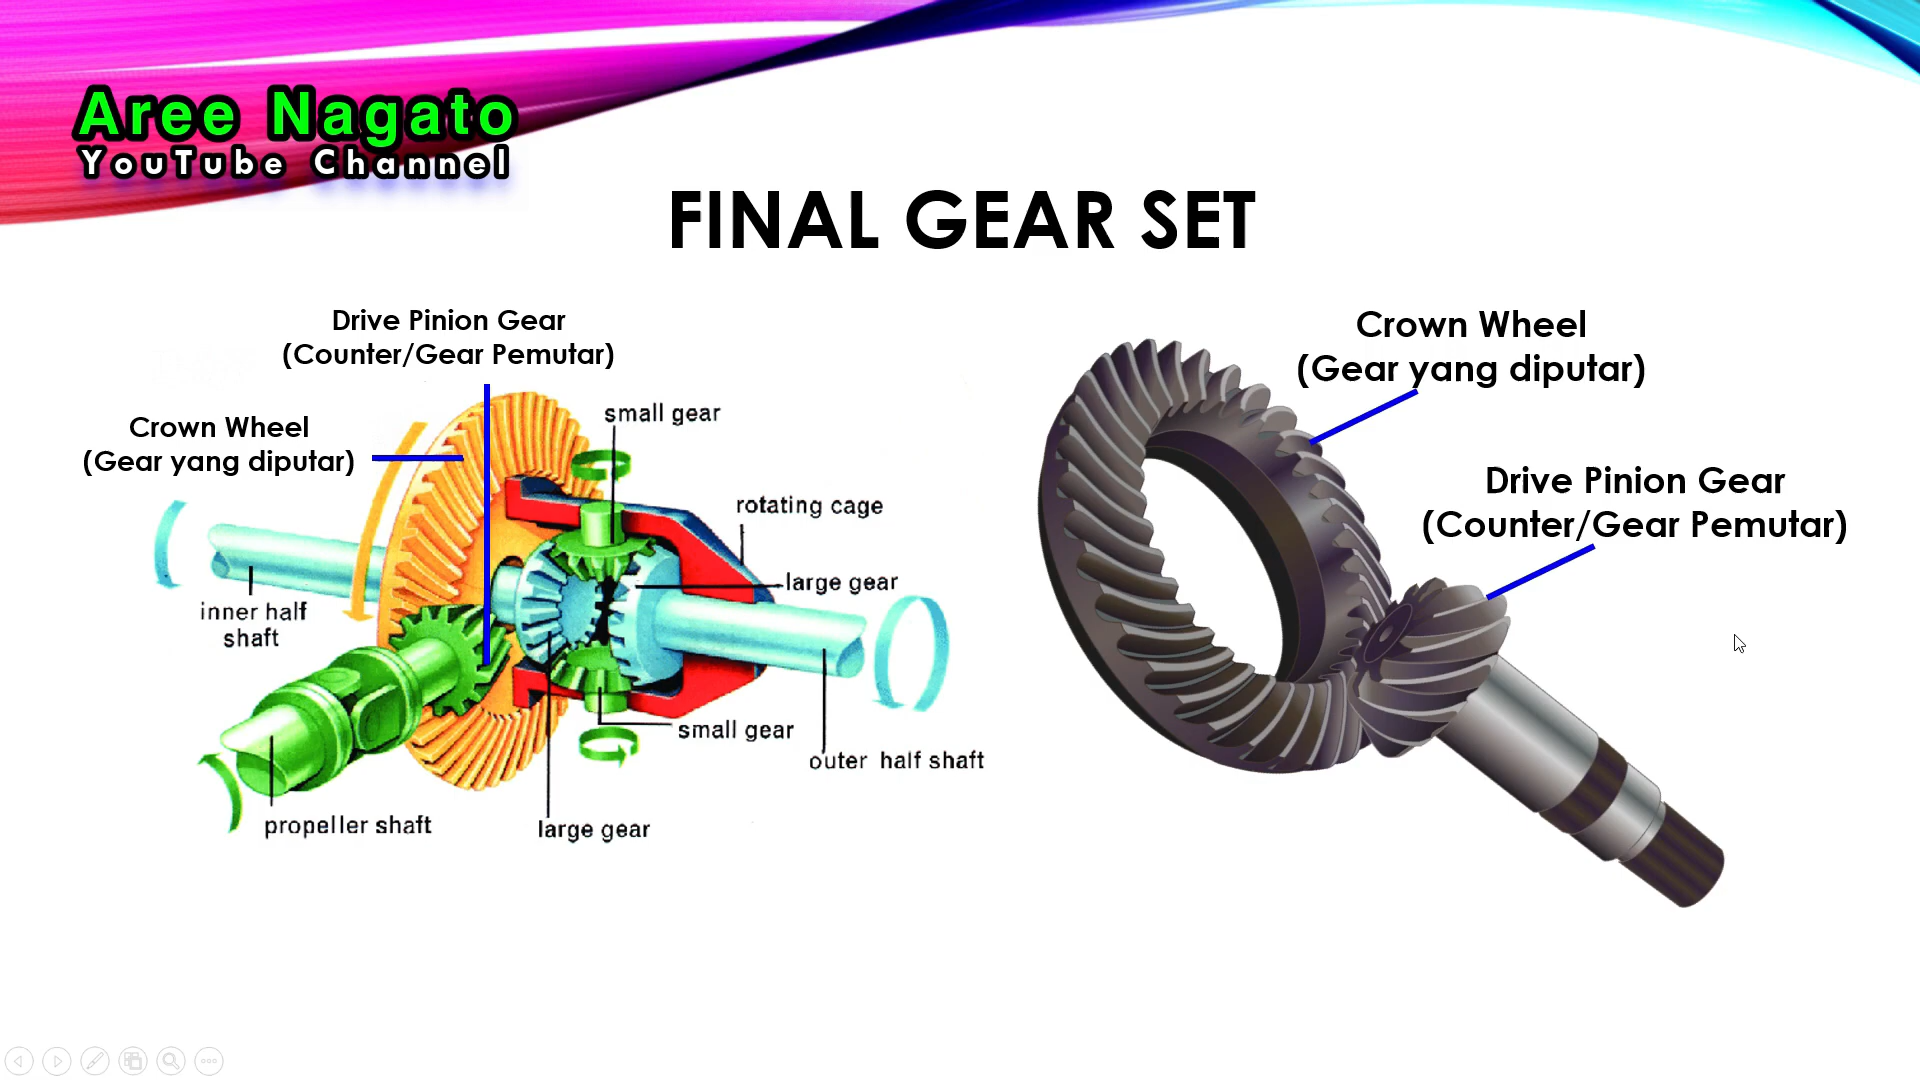 Aree Nagato
YouTube Channel
FINAL GEAR SET
Drive Pinion Gear
(Counter/Gear Pemutar)
Crown Wheel
(Gear yang diputar)
small gear
rotating cage
large gear
inner half
shaft
small gear
outer half shaft
propeller shaft
large gear
Crown Wheel
(Gear yang diputar)
Drive Pinion Gear
(Counter/Gear Pemutar)